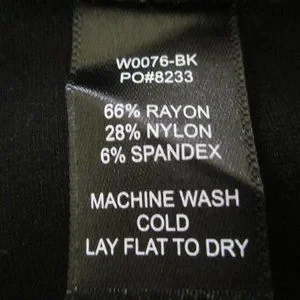 W0076-BK
PO#8233
66% RAYON
28% NYLON
6% SPANDEX
MACHINE WASH
COLD
LAY FLAT TO DRY